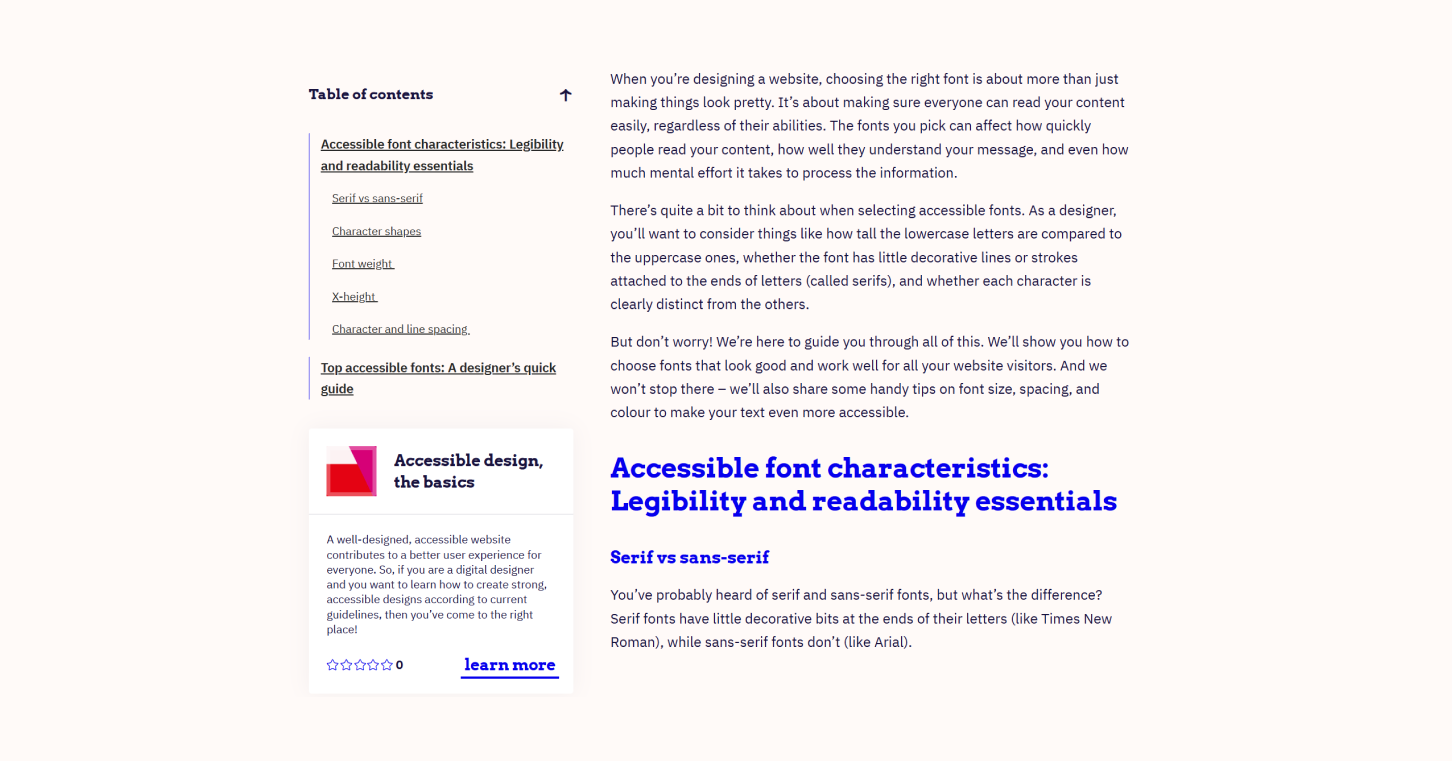 Table of contents
Accessible font characteristics: Legibility
and readability essentials
Serif vs sans-serif
Character shapes
Font weight
X-height
Character and line spacing
Top accessible fonts: A designer’s quick
guide
Accessible design,
the basics
A well-designed, accessible website
contributes to a better user experience for
everyone. So, if you are a digital designer
and you want to learn how to create strong,
accessible designs according to current
guidelines, then you’ve come to the right
place!
0
learn more
When you’re designing a website, choosing the right font is about more than just
making things look pretty. It’s about making sure everyone can read your content
easily, regardless of their abilities. The fonts you pick can affect how quickly
people read your content, how well they understand your message, and even how
much mental effort it takes to process the information.
There’s quite a bit to think about when selecting accessible fonts. As a designer,
you’ll want to consider things like how tall the lowercase letters are compared to
the uppercase ones, whether the font has little decorative lines or strokes
attached to the ends of letters (called serifs), and whether each character is
clearly distinct from the others.
But don’t worry! We’re here to guide you through all of this. We’ll show you how to
choose fonts that look good and work well for all your website visitors. And we
won’t stop there – we’ll also share some handy tips on font size, spacing, and
colour to make your text even more accessible.
Accessible font characteristics:
Legibility and readability essentials
Serif vs sans-serif
You’ve probably heard of serif and sans-serif fonts, but what’s the difference?
Serif fonts have little decorative bits at the ends of their letters (like Times New
Roman), while sans-serif fonts don’t (like Arial).